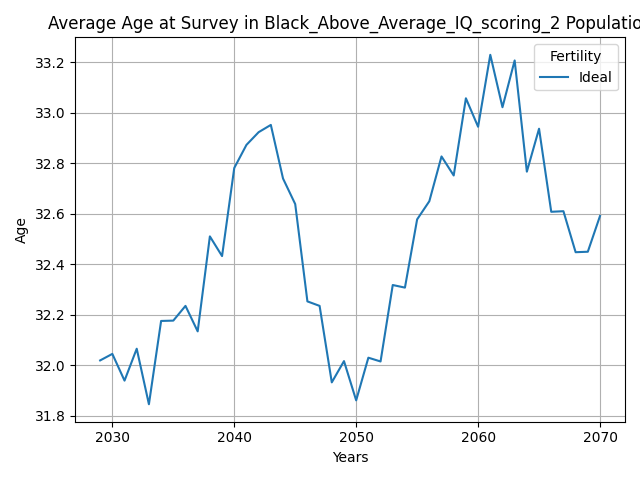 Average Age at Survey in Black_Above_Average_IQ_scoring_2 Populatio
Fertility
Ideal
33.2
33.0
32.8
32.6
32.4
32.2
32.0
31.8
Age
2030 2040 2050 2060 2070
Years